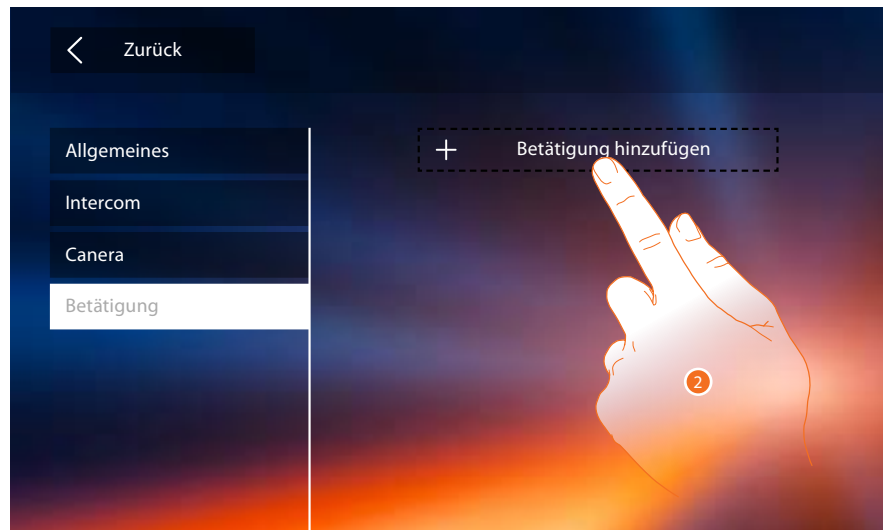 Zurück
Allgemeines
Intercom
Canera
Betätigung
+ Betätigung hinzufügen
2